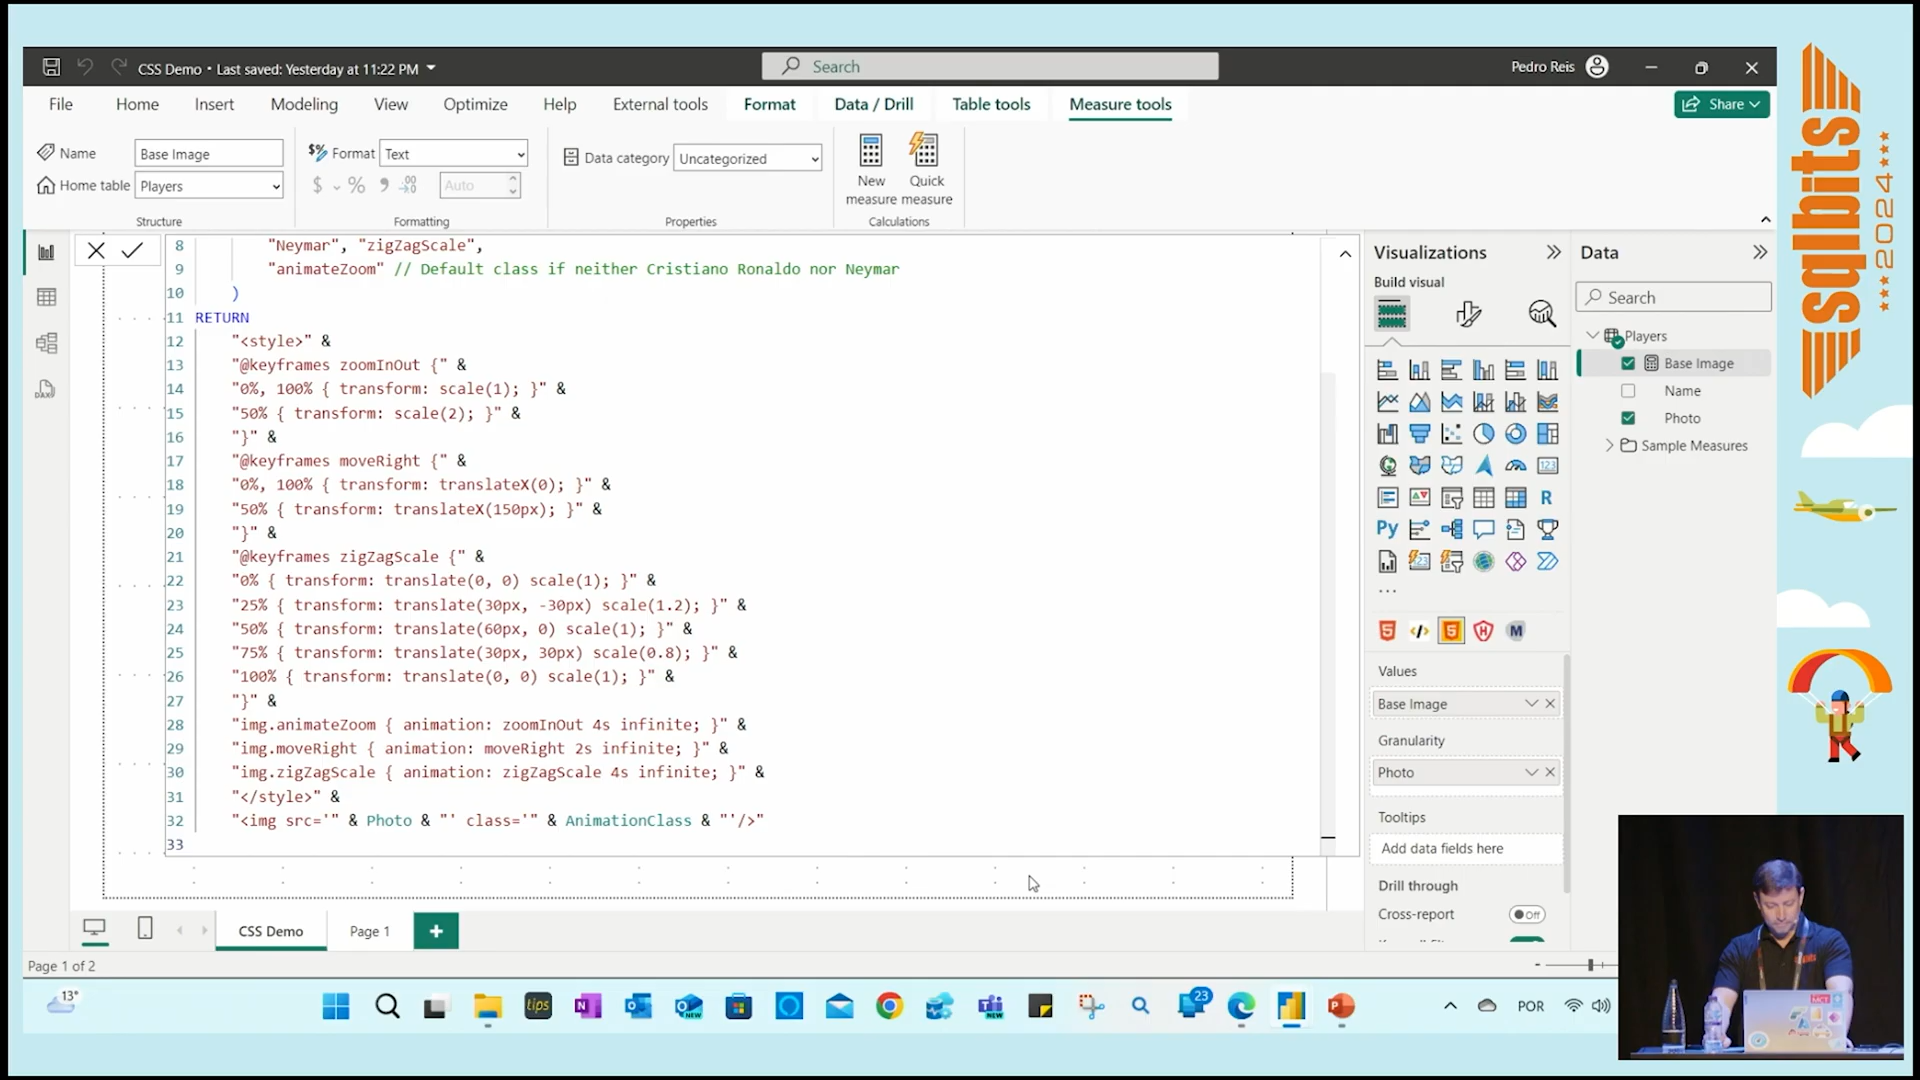 CSS Demo • Last saved: Yesterday at 11:22 PM
Search
Pedro Reis
File
Home
Insert
Modeling
View
Optimize
Help
External tools
Format
Data / Drill
Table tools
Measure tools
Share
Name
Base Image
Format
Text
Data category
Uncategorized
New
measure
Quick
measure
Home table
Players
$
%
Auto
Structure
Formatting
Properties
Calculations
8 "Neymar", "zigZagScale",
9 "animateZoom" // Default class if neither Cristiano Ronaldo nor Neymar
10 )
11 RETURN
12 "<style>" &
13 "@keyframes zoomInOut {" &
14 "0%, 100% { transform: scale(1); }" &
15 "50% { transform: scale(2); }" &
16 "}" &
17 "@keyframes moveRight {" &
18 "0%, 100% { transform: translateX(0); }" &
19 "50% { transform: translateX(150px); }" &
20 "}" &
21 "@keyframes zigZagScale {" &
22 "0% { transform: translate(0, 0) scale(1); }" &
23 "25% { transform: translate(30px, -30px) scale(1.2); }" &
24 "50% { transform: translate(60px, 0) scale(1); }" &
25 "75% { transform: translate(30px, 30px) scale(0.8); }" &
26 "100% { transform: translate(0, 0) scale(1); }" &
27 "}" &
28 "img.animateZoom { animation: zoomInOut 4s infinite; }" &
29 "img.moveRight { animation: moveRight 2s infinite; }" &
30 "img.zigZagScale { animation: zigZagScale 4s infinite; }" &
31 "</style>" &
32 "<img src='" & Photo & "' class='" & AnimationClass & "'/>"
33
Visualizations
Build visual
R
Py
...
Values
Base Image
Granularity
Photo
Tooltips
Add data fields here
Drill through
Cross-report
Off
Data
Search
Players
Base Image
Name
Photo
Sample Measures
CSS Demo
Page 1
Page 1 of 2
13°
tips
NEW
23
POR
sqlbits
2024